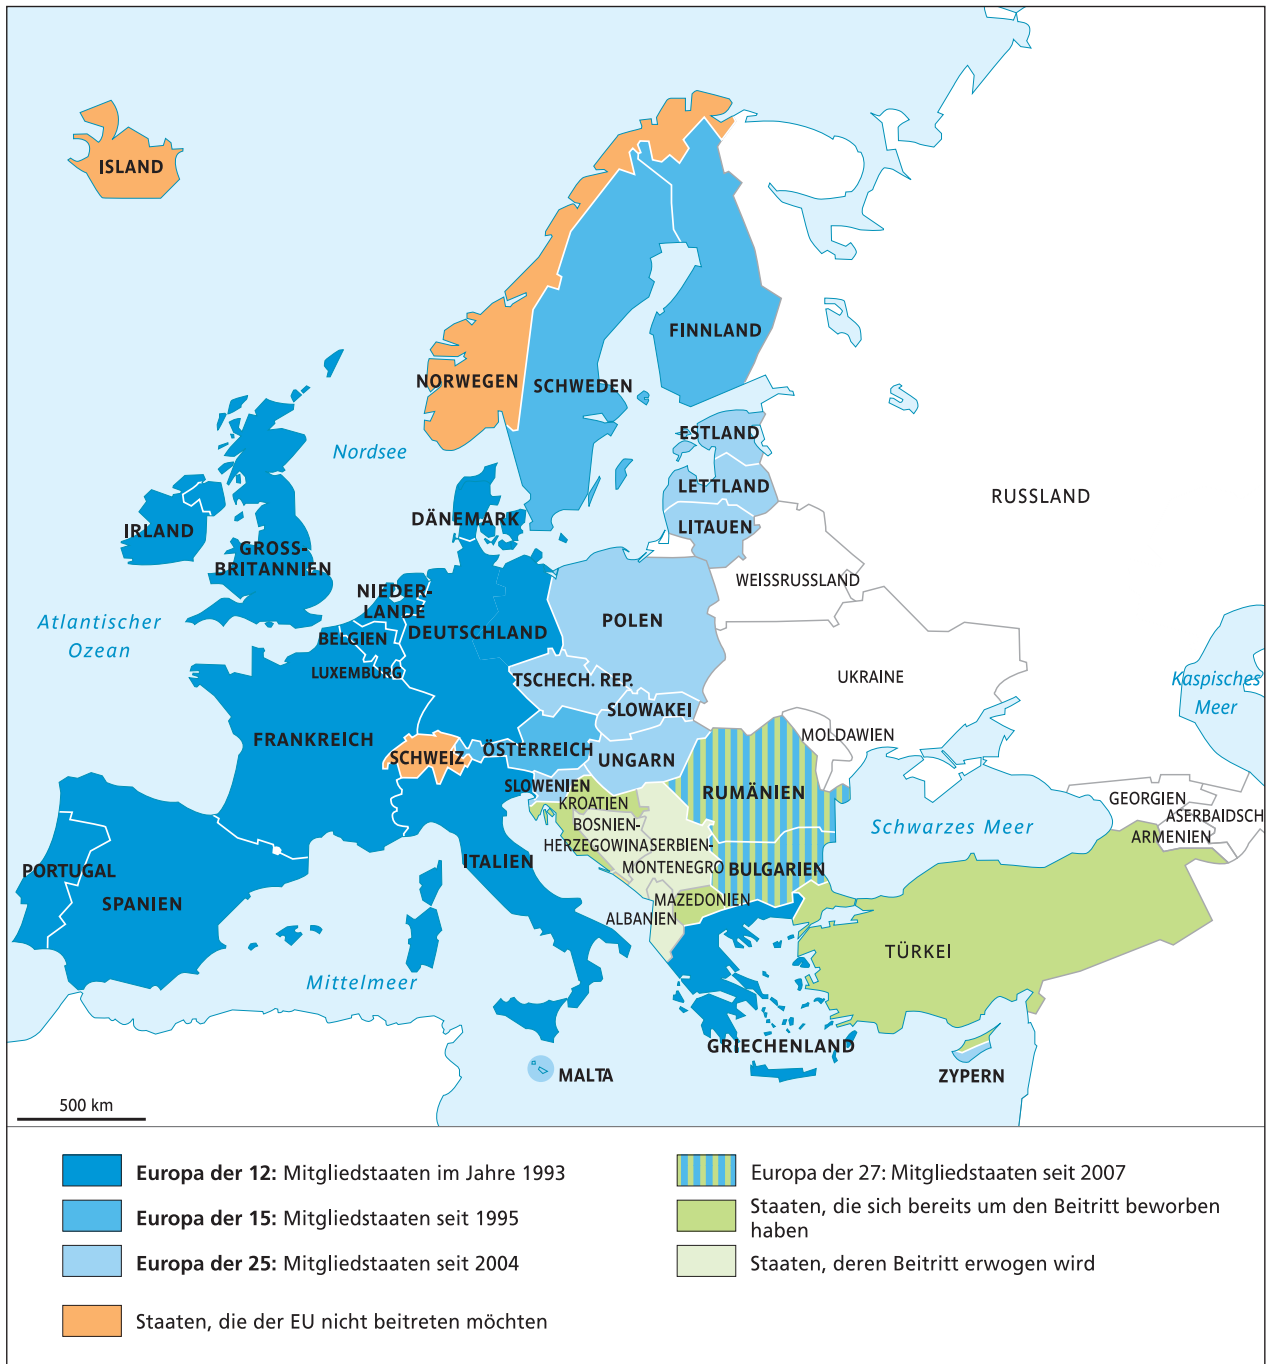 ISLAND
FINNLAND
NORWEGEN
SCHWEDEN
ESTLAND
Nordsee
LETTLAND
RUSSLAND
DÄNEMARK
LITAUEN
IRLAND
GROSS-
BRITANNIEN
WEISSRUSSLAND
NIEDER-
LANDE
POLEN
Atlantischer
Ozean
DEUTSCHLAND
BELGIEN
LUXEMBURG
TSCHECH. REP.
UKRAINE
Kaspisches
Meer
SLOWAKEI
FRANKREICH
MOLDAWIEN
SCHWEIZ
ÖSTERREICH
UNGARN
SLOWENIEN
RUMÄNIEN
GEORGIEN
KROATIEN
ASERBAIDSCH
BOSNIEN-
HERZEGOWINA
Schwarzes Meer
ARMENIEN
SERBIEN-
MONTENEGRO
ITALIEN
PORTUGAL
BULGARIEN
SPANIEN
MAZEDONIEN
ALBANIEN
TÜRKEI
Mittelmeer
GRIECHENLAND
MALTA
ZYPERN
500 km
Europa der 12: Mitgliedstaaten im Jahre 1993
Europa der 15: Mitgliedstaaten seit 1995
Europa der 25: Mitgliedstaaten seit 2004
Staaten, die der EU nicht beitreten möchten
Europa der 27: Mitgliedstaaten seit 2007
Staaten, die sich bereits um den Beitritt beworben
haben
Staaten, deren Beitritt erwogen wird